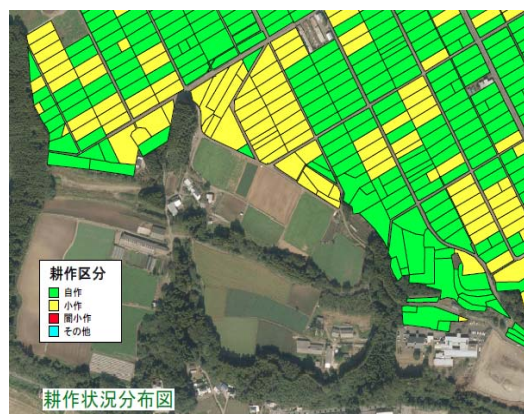 耕作区分
自作
小作
闇小作
その他
耕作状況分布図